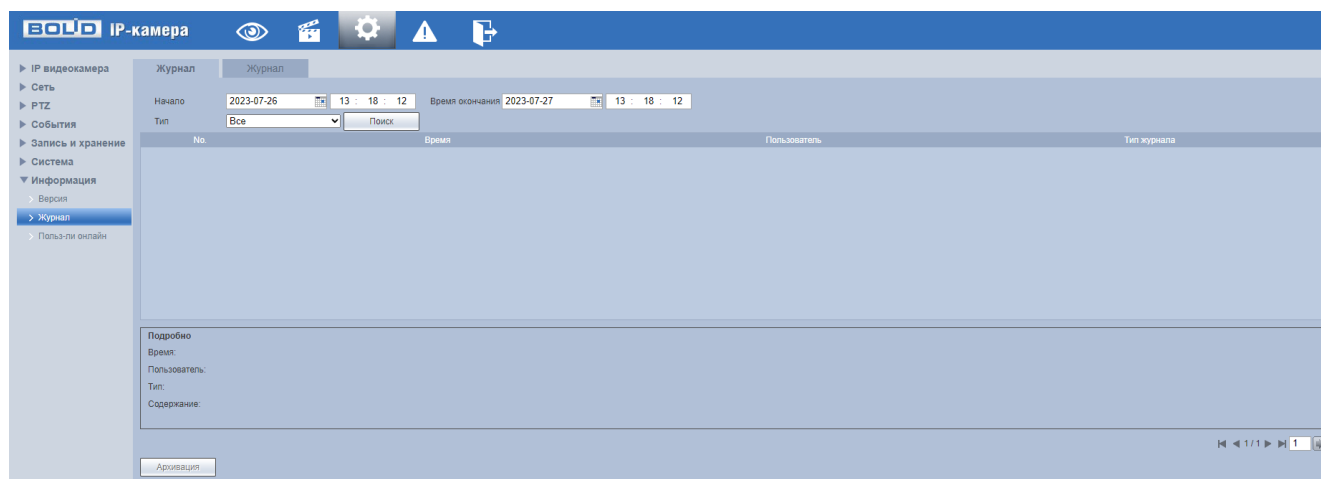 BOLID IP-камера
IP видеокамера
Сеть
PTZ
События
Запись и хранение
Система
Информация
Версия
Журнал
Польз-ли онлайн
Журнал Журнал
Начало 2023-07-26 13 : 18 : 12 Время окончания 2023-07-27 13 : 18 : 12
Тип Все Поиск
No. Время Пользователь Тип журнала
Подробно
Время:
Пользователь:
Тип:
Содержание:
1 / 1 1
Архивация